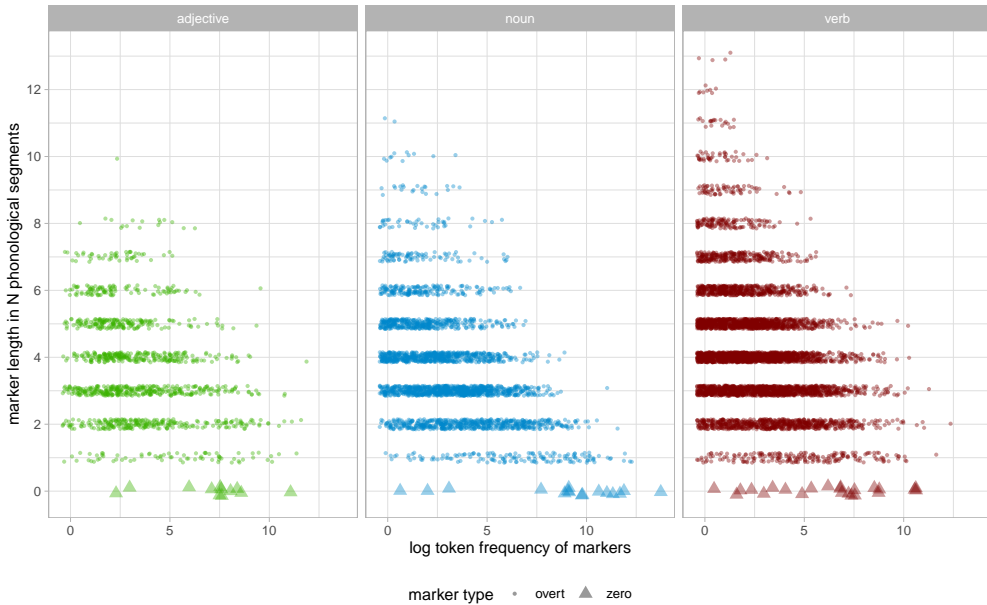 adjective
noun
verb
marker length in N phonological segments
12
10
8
6
4
2
0
0 5 10
0 5 10
0 5 10
log token frequency of markers
marker type overt zero